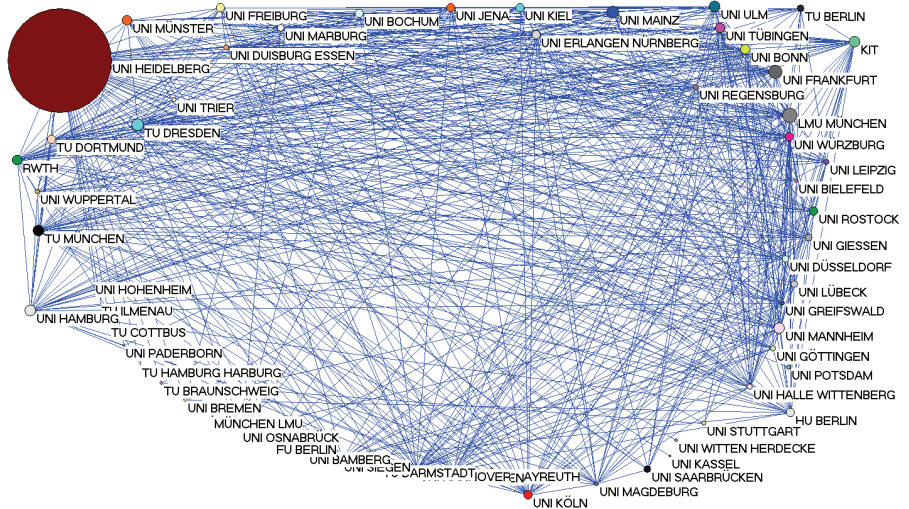 UNI FREIBURG
UNI BOCHUM
UNI JENA
UNI KIEL
UNI MAINZ
UNI ULM
TU BERLIN
UNI MÜNSTER
UNI MARBURG
UNI ERLANGEN NÜRNBERG
UNI TÜBINGEN
KIT
UNI DUISBURG ESSEN
UNI BONN
UNI HEIDELBERG
UNI FRANKFURT
UNI REGENSBURG
UNI TRIER
LMU MÜNCHEN
TU DRESDEN
TU DORTMUND
UNI WÜRZBURG
RWTH
UNI LEIPZIG
UNI BIELEFELD
UNI WUPPERTAL
UNI ROSTOCK
TU MÜNCHEN
UNI GIESSEN
UNI DÜSSELDORF
UNI HOHENHEIM
UNI LÜBECK
TU ILMENAU
UNI GREIFSWALD
UNI HAMBURG
TU COTTBUS
UNI MANNHEIM
UNI PADERBORN
UNI GÖTTINGEN
TU HAMBURG HARBURG
UNI POTSDAM
TU BRAUNSCHWEIG
UNI HALLE WITTENBERG
UNI BREMEN
HU BERLIN
MÜNCHEN LMU
UNI STUTTGART
UNI OSNABRÜCK
FU BERLIN
UNI WITTEN HERDECKE
UNI BAMBERG
UNI KASSEL
UNI SIEGEN
TU DARMSTADT
UNI SAARBRÜCKEN
UNI MAGDEBURG
UNI KÖLN